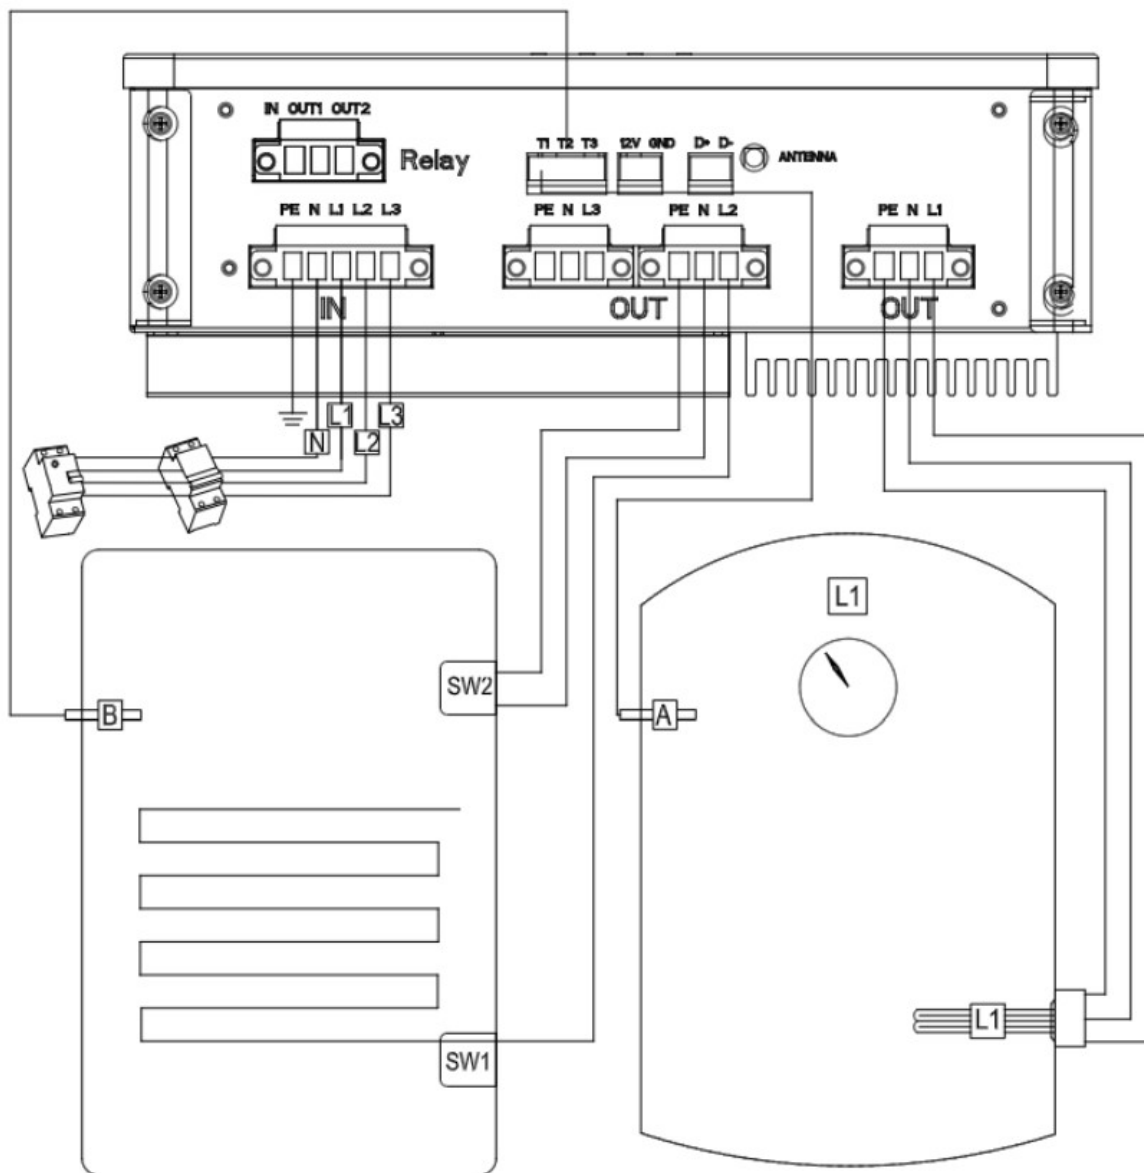 IN OUT1 OUT2
Relay
T1 T2 T3
12V GND
D+ D-
ANTENNA
PE N L1 L2 L3
IN
PE N L3
PE N L2
OUT
PE N L1
OUT
L1
L3
N
L2
L1
SW2
B
A
L1
SW1